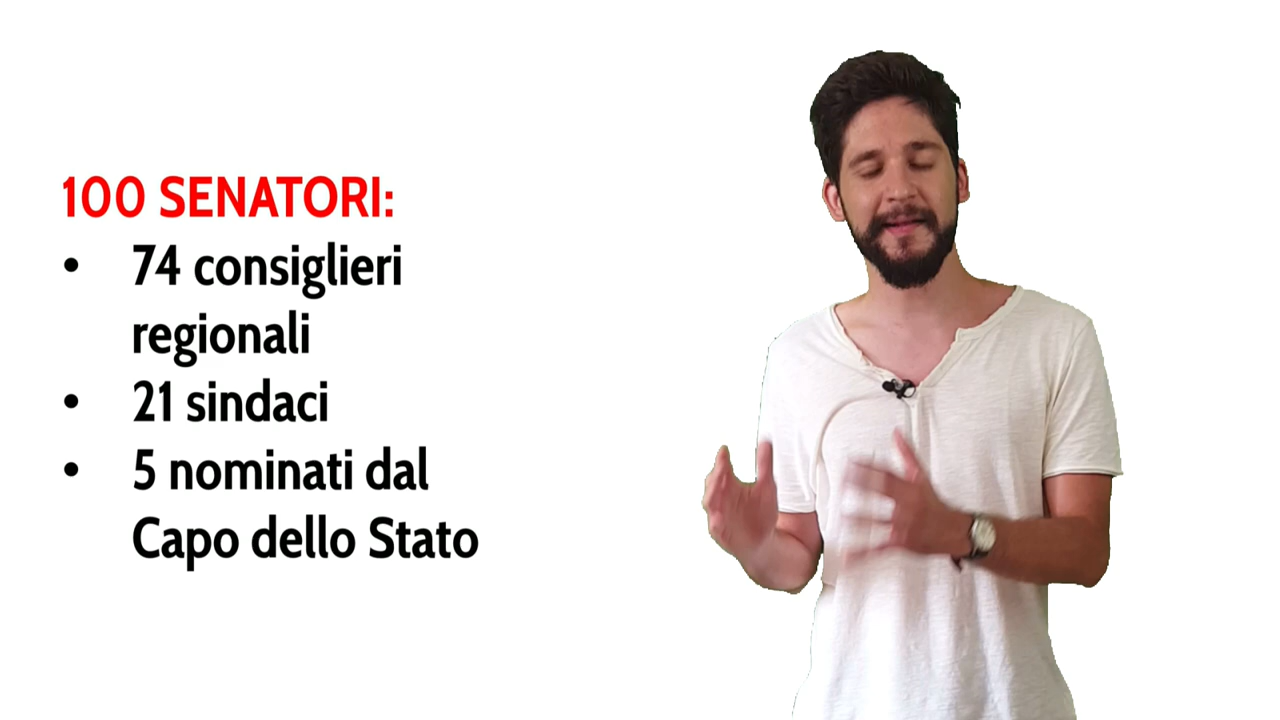 100 SENATORI:
• 74 consiglieri
regionali
• 21 sindaci
• 5 nominati dal
Capo dello Stato